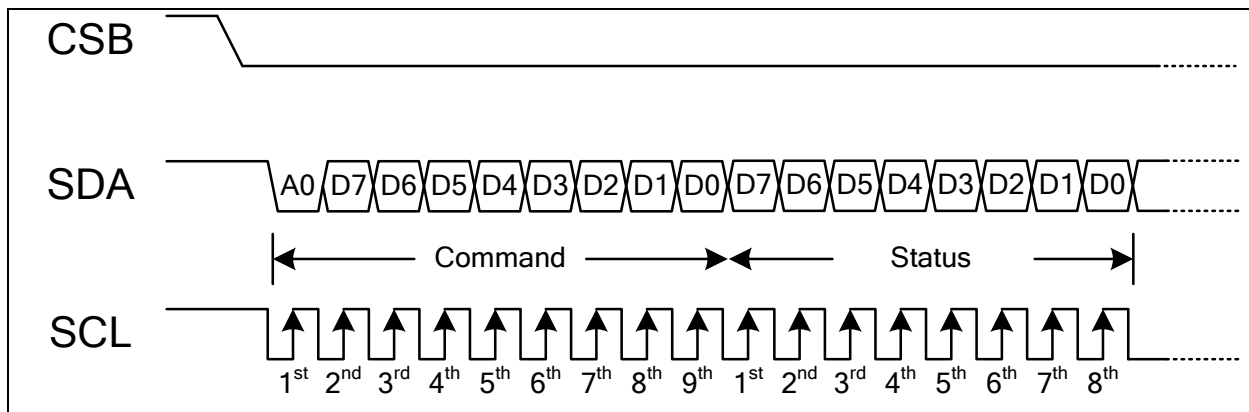 CSB
SDA
A0 D7 D6 D5 D4 D3 D2 D1 D0 D7 D6 D5 D4 D3 D2 D1 D0
Command Status
SCL
1st 2nd 3rd 4th 5th 6th 7th 8th 9th 1st 2nd 3rd 4th 5th 6th 7th 8th